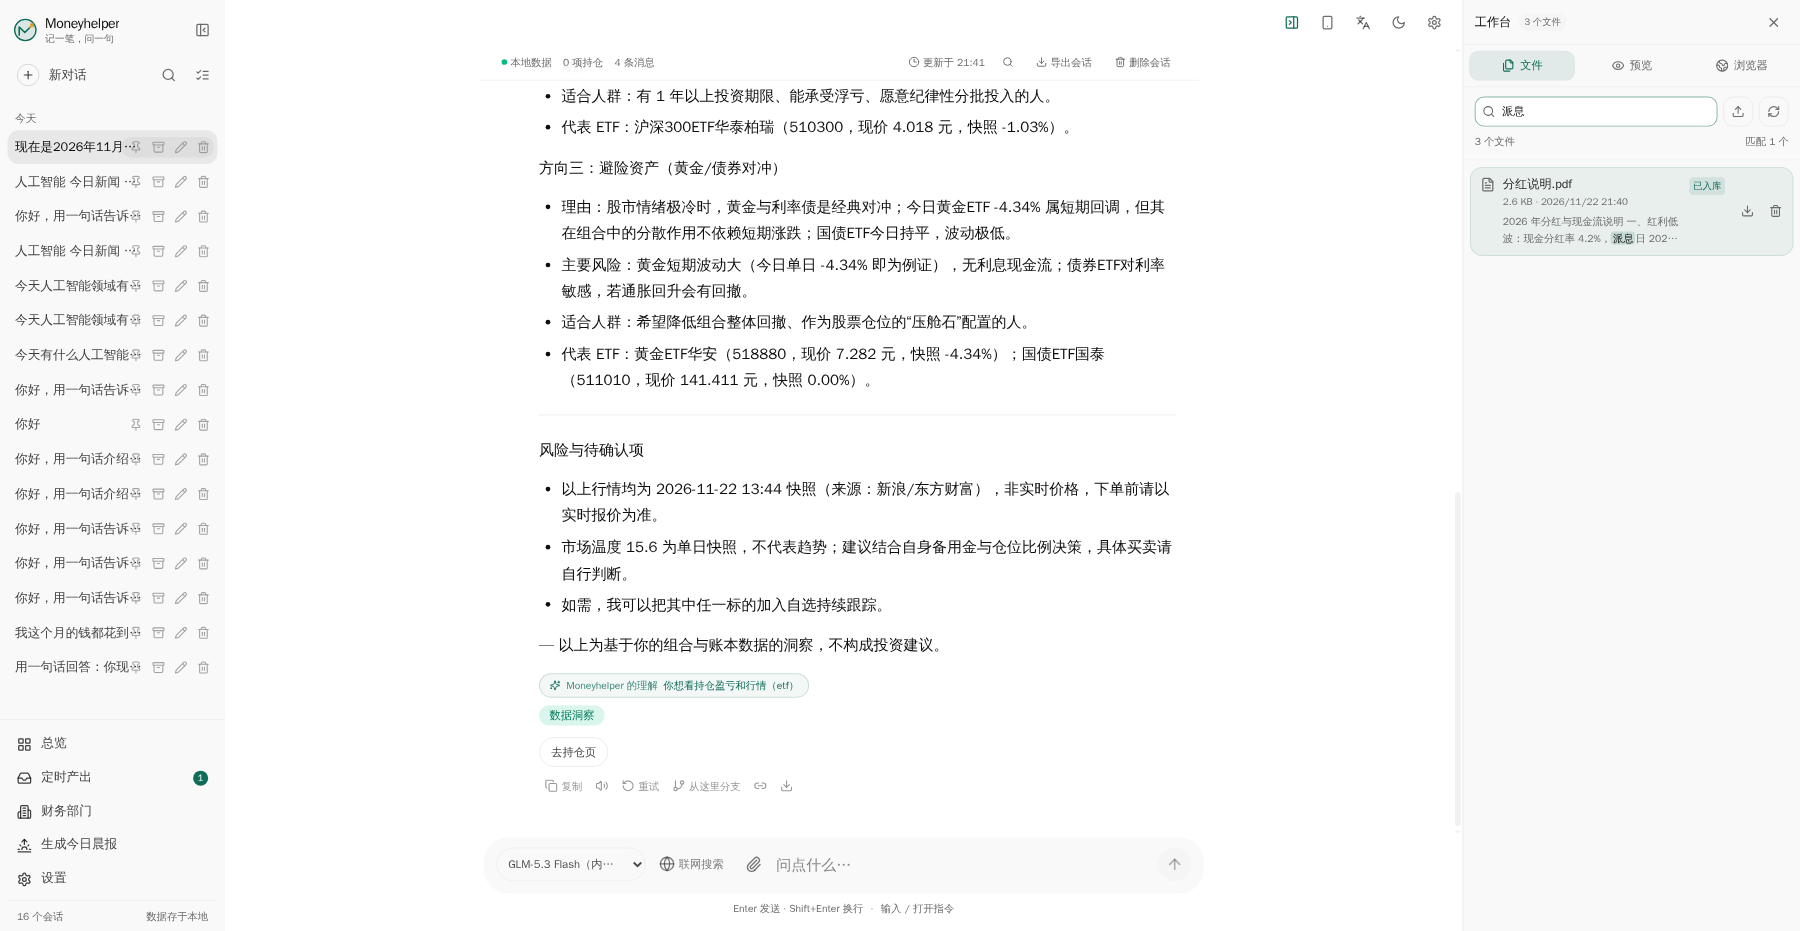 Moneyhelper
记一笔，问一句
新对话
今天
现在是2026年11月…
人工智能 今日新闻 …
你好，用一句话告诉…
人工智能 今日新闻 …
今天人工智能领域有…
今天人工智能领域有…
今天有什么人工智能…
你好，用一句话告诉…
你好
你好，用一句话介绍…
你好，用一句话介绍…
你好，用一句话告诉…
你好，用一句话告诉…
你好，用一句话告诉…
我这个月的钱都花到…
用一句话回答：你现…
总览
定时产出 1
财务部门
生成今日晨报
设置
16 个会话 数据存于本地
本地数据 0 项持仓 4 条消息 更新于 21:41 导出会话 删除会话
• 适合人群：有 1 年以上投资期限、能承受浮亏、愿意纪律性分批投入的人。
• 代表 ETF：沪深300ETF华泰柏瑞（510300，现价 4.018 元，快照 -1.03%）。
方向三：避险资产（黄金/债券对冲）
• 理由：股市情绪极冷时，黄金与利率债是经典对冲；今日黄金ETF -4.34% 属短期回调，但其
在组合中的分散作用不依赖短期涨跌；国债ETF今日持平，波动极低。
• 主要风险：黄金短期波动大（今日单日 -4.34% 即为例证），无利息现金流；债券ETF对利率
敏感，若通胀回升会有回撤。
• 适合人群：希望降低组合整体回撤、作为股票仓位的“压舱石”配置的人。
• 代表 ETF：黄金ETF华安（518880，现价 7.282 元，快照 -4.34%）；国债ETF国泰
（511010，现价 141.411 元，快照 0.00%）。
风险与待确认项
• 以上行情均为 2026-11-22 13:44 快照（来源：新浪/东方财富），非实时价格，下单前请以
实时报价为准。
• 市场温度 15.6 为单日快照，不代表趋势；建议结合自身备用金与仓位比例决策，具体买卖请
自行判断。
• 如需，我可以把其中任一标的加入自选持续跟踪。
— 以上为基于你的组合与账本数据的洞察，不构成投资建议。
Moneyhelper 的理解 你想看持仓盈亏和行情（etf）
数据洞察
去持仓页
复制 重试 从这里分支
GLM-5.3 Flash（内… 联网搜索 问点什么…
Enter 发送 · Shift+Enter 换行 · 输入 / 打开指令
工作台 3 个文件
文件 预览 浏览器
派息
3 个文件 匹配 1 个
分红说明.pdf 已入库
2.6 KB · 2026/11/22 21:40
2026 年分红与现金流说明 一、红利低
波：现金分红率 4.2%，派息日 202…